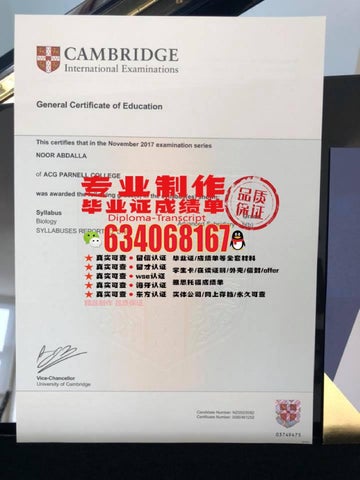 CAMBRIDGE
International Examinations
General Certificate of Education
This certifies that in the November 2017 examination series
NOOR ABDALLA
of ACG PARNELL COLLEGE
was awarded the
专业制作
品质
保证
毕业证成绩单
Syllabus
Diploma-Transcript
Biology
SYLLABUSES REPORT
634068167
★真实可查★留信认证 毕业证/成绩单等全套材料
★真实可查★留才认证 学生卡/在读证明/外壳/信封/offer
★真实可查★wse认证 雅思托福成绩单
★真实可查★海牙认证
★真实可查★东方认证 实体公司/网上存档/永久可查
Vice-Chancellor
University of Cambridge